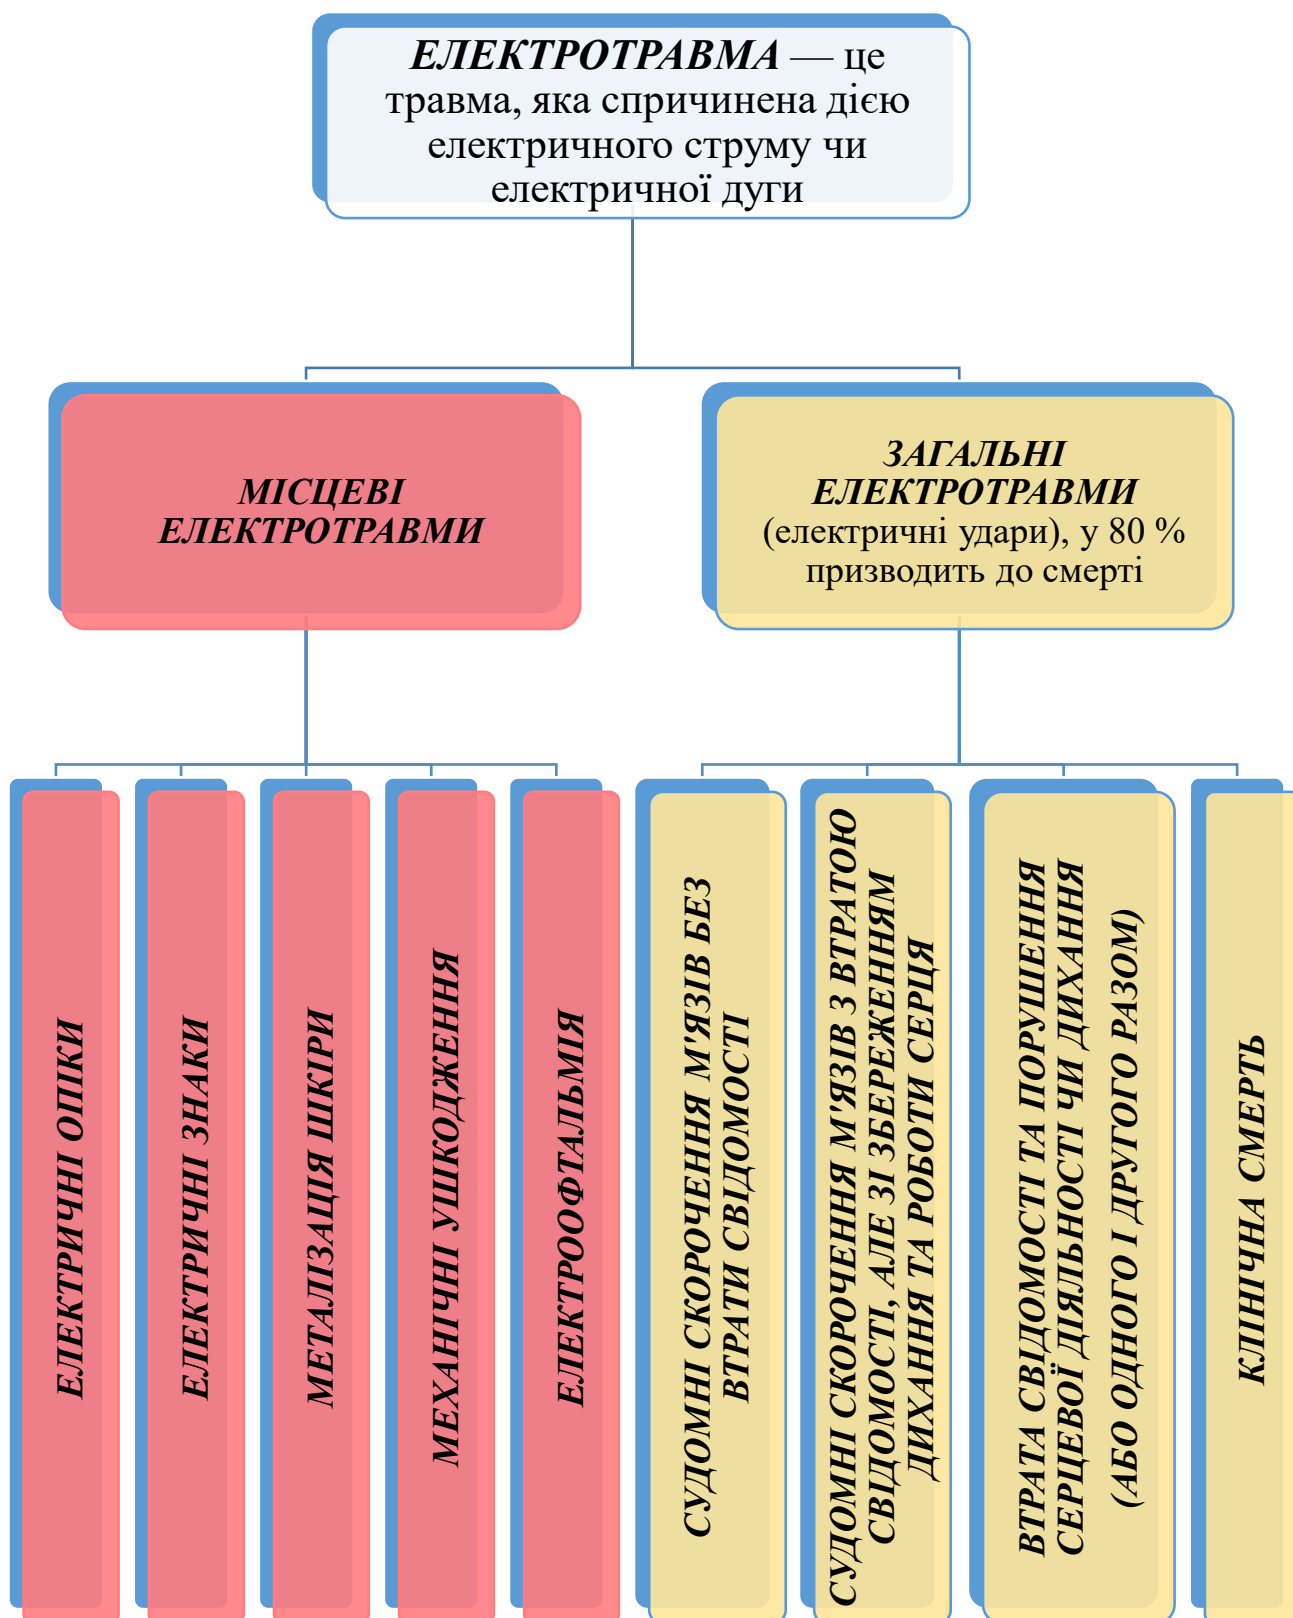 ЕЛЕКТРОТРАВМА — це
травма, яка спричинена дією
електричного струму чи
електричної дуги
МІСЦЕВІ
ЕЛЕКТРОТРАВМИ
ЗАГАЛЬНІ
ЕЛЕКТРОТРАВМИ
(електричні удари), у 80 %
призводить до смерті
ЕЛЕКТРИЧНІ ОПІКИ
ЕЛЕКТРИЧНІ ЗНАКИ
МЕТАЛІЗАЦІЯ ШКІРИ
МЕХАНІЧНІ УШКОДЖЕННЯ
ЕЛЕКТРООФТАЛЬМІЯ
СУДОМНІ СКОРОЧЕННЯ М'ЯЗІВ БЕЗ
ВТРАТИ СВІДОМОСТІ
СУДОМНІ СКОРОЧЕННЯ М'ЯЗІВ З ВТРАТОЮ
СВІДОМОСТІ, АЛЕ ЗІ ЗБЕРЕЖЕННЯМ
ДИХАННЯ ТА РОБОТИ СЕРЦЯ
ВТРАТА СВІДОМОСТІ ТА ПОРУШЕННЯ
СЕРЦЕВОЇ ДІЯЛЬНОСТІ ЧИ ДИХАННЯ
(АБО ОДНОГО І ДРУГОГО РАЗОМ)
КЛІНІЧНА СМЕРТЬ